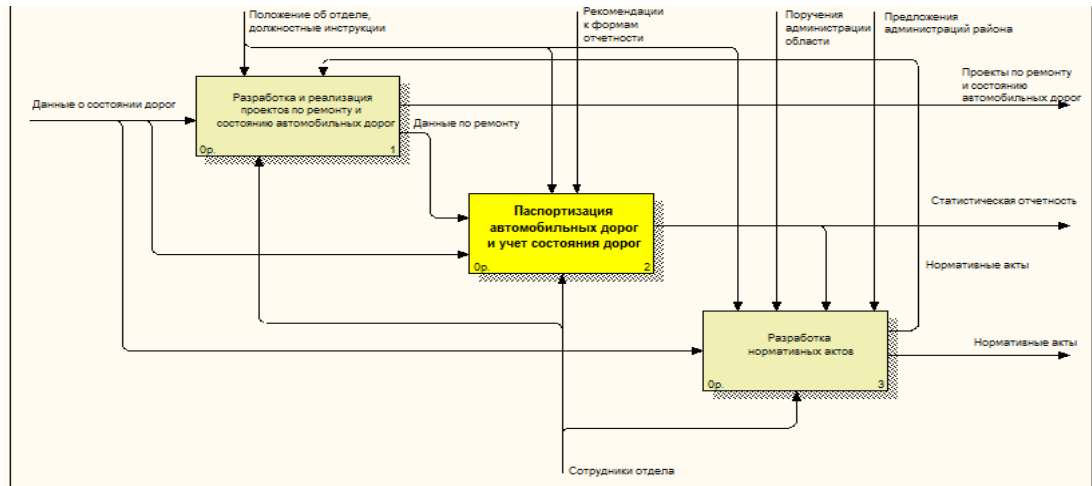 Положение об отделе,
должностные инструкции
Рекомендации
к формам
отчетности
Поручения
администрации
области
Предложения
администраций района
Данные о состоянии дорог
Разработка и реализация
проектов по ремонту и
состоянию автомобильных дорог
0р.
1
Проекты по ремонту
и состоянию
автомобильных дорог
Данные по ремонту
Паспортизация
автомобильных дорог
и учет состояния дорог
0р.
2
Статистическая отчетность
Нормативные акты
Разработка
нормативных актов
0р.
3
Нормативные акты
Сотрудники отдела